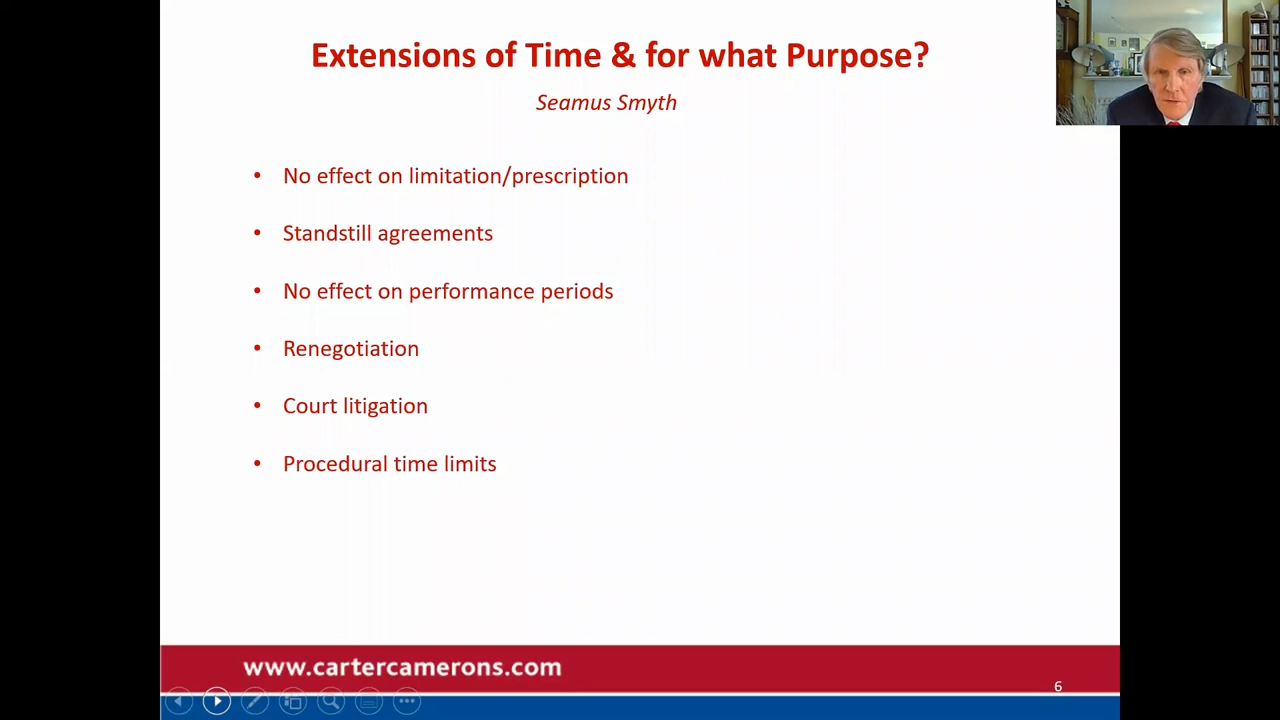 Extensions of Time & for what Purpose?
Seamus Smyth
• No effect on limitation/prescription
• Standstill agreements
• No effect on performance periods
• Renegotiation
• Court litigation
• Procedural time limits
www.cartercamerons.com
6